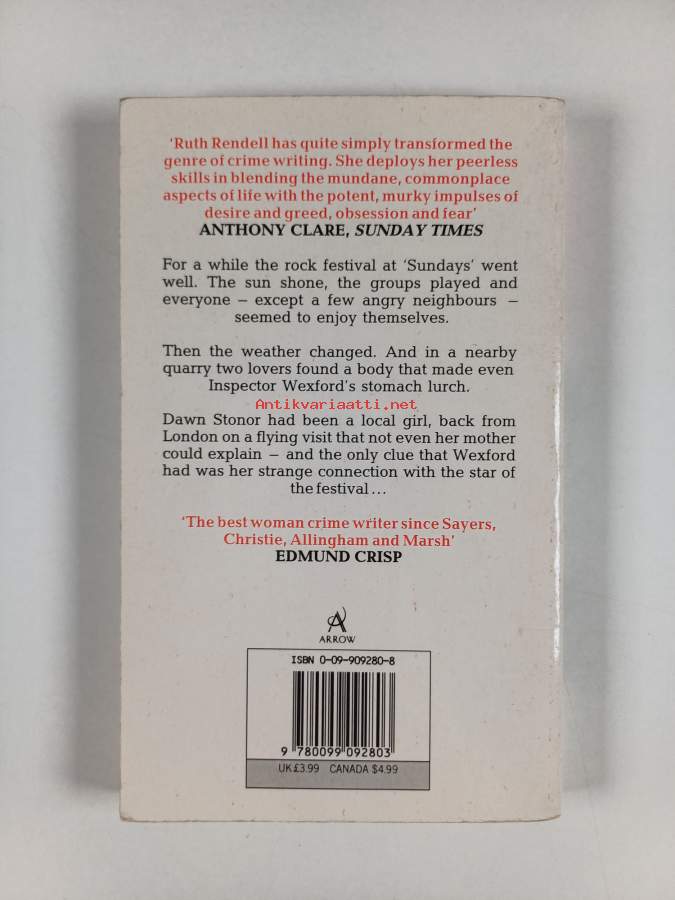 ‘Ruth Rendell has quite simply transformed the
genre of crime writing. She deploys her peerless
skills in blending the mundane, commonplace
aspects of life with the potent, murky impulses of
desire and greed, obsession and fear’
ANTHONY CLARE, SUNDAY TIMES
For a while the rock festival at ‘Sundays’ went
well. The sun shone, the groups played and
everyone – except a few angry neighbours –
seemed to enjoy themselves.
Then the weather changed. And in a nearby
quarry two lovers found a body that made even
Inspector Wexford’s stomach lurch.
Antikvariaatti.net
Dawn Stonor had been a local girl, back from
London on a flying visit that not even her mother
could explain – and the only clue that Wexford
had was her strange connection with the star of
the festival...
‘The best woman crime writer since Sayers,
Christie, Allingham and Marsh’
EDMUND CRISP
ARROW
ISBN 0-09-909280-8
9 780099 092803
UK £3.99 CANADA $4.99